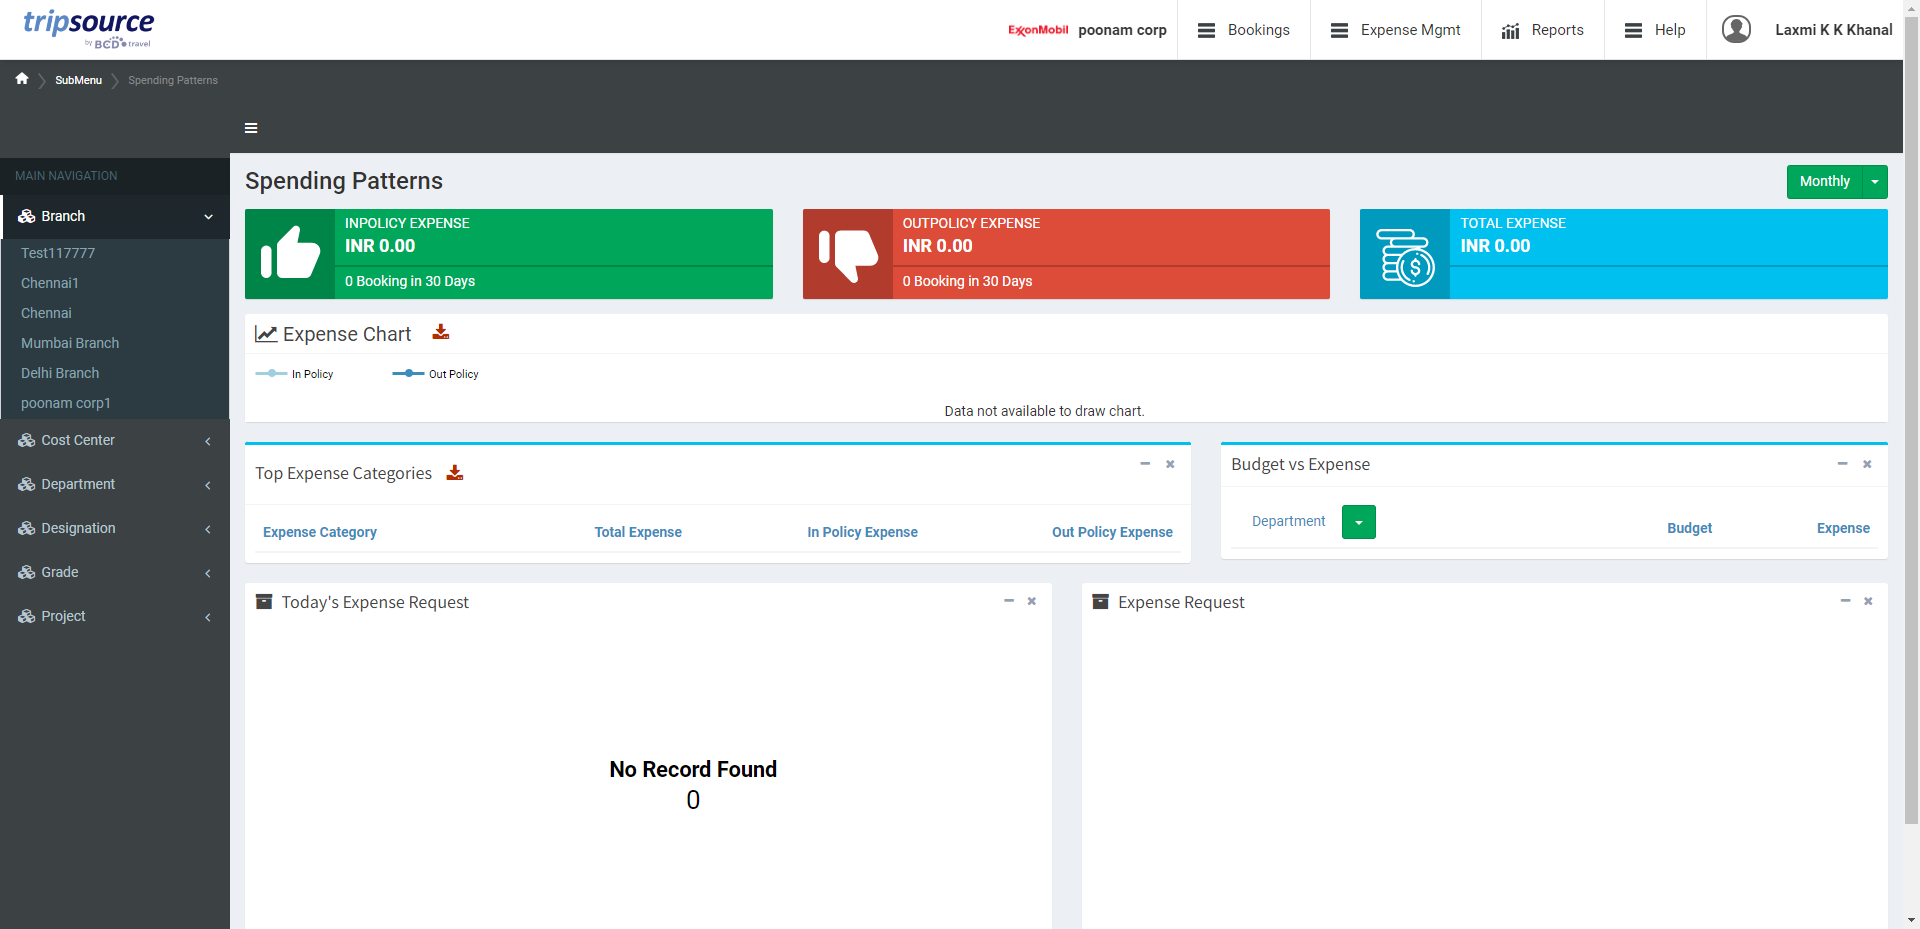 tripsource
by BCD travel
ExxonMobil poonam corp
Bookings
Expense Mgmt
Reports
Help
Laxmi K K Khanal
SubMenu
Spending Patterns
MAIN NAVIGATION
Branch
Test117777
Chennai1
Chennai
Mumbai Branch
Delhi Branch
poonam corp1
Cost Center
Department
Designation
Grade
Project
Spending Patterns
Monthly
INPOLICY EXPENSE
INR 0.00
0 Booking in 30 Days
OUTPOLICY EXPENSE
INR 0.00
0 Booking in 30 Days
TOTAL EXPENSE
INR 0.00
Expense Chart
In Policy
Out Policy
Data not available to draw chart.
Top Expense Categories
Expense Category Total Expense In Policy Expense Out Policy Expense
Budget vs Expense
Department Budget Expense
Today's Expense Request
No Record Found
0
Expense Request